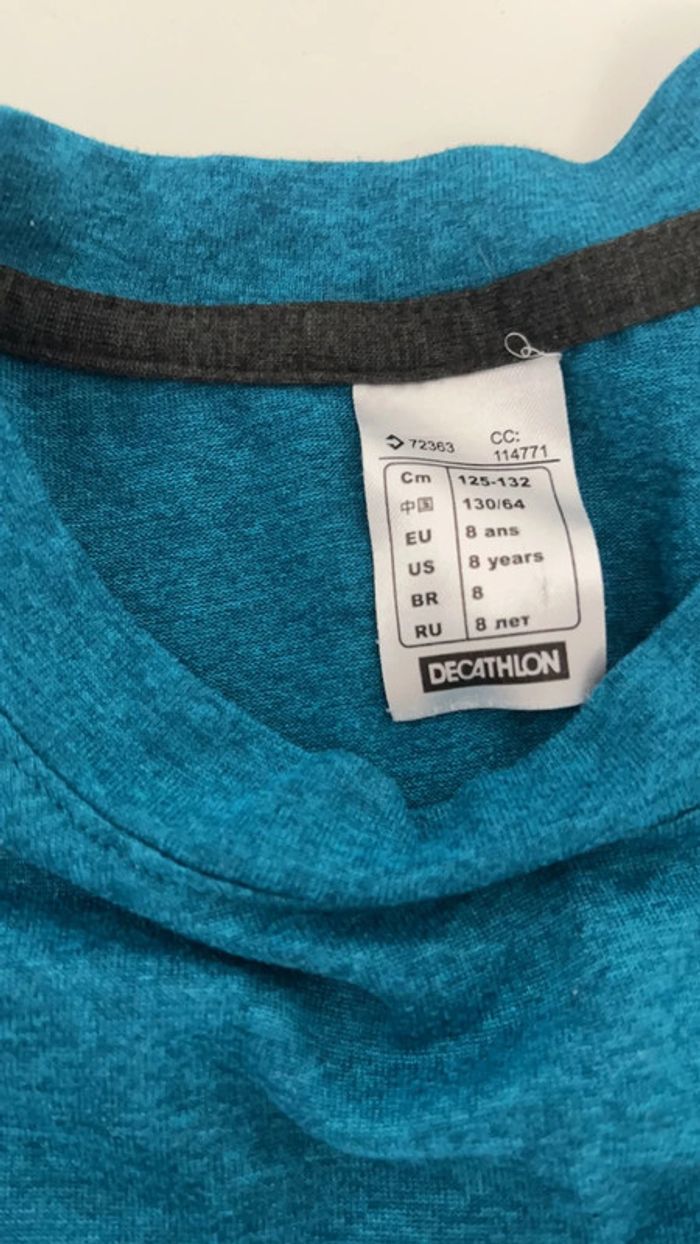 72363 CC:
114771
Cm 125-132
中国 130/64
EU 8 ans
US 8 years
BR 8
RU 8 лет
DECATHLON